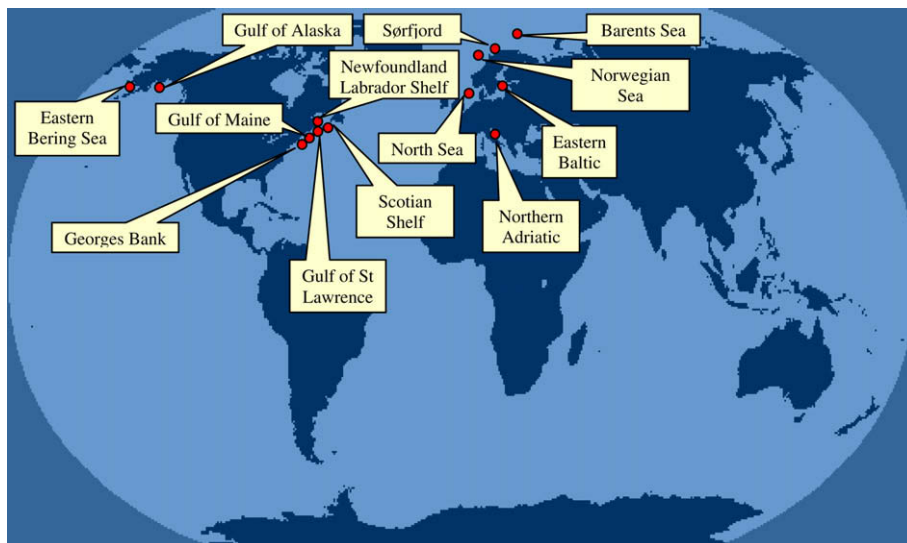 Gulf of Alaska
Sørfjord
Barents Sea
Newfoundland
Labrador Shelf
Norwegian
Sea
Eastern
Bering Sea
Gulf of Maine
North Sea
Eastern
Baltic
Scotian
Shelf
Northern
Adriatic
Georges Bank
Gulf of St
Lawrence